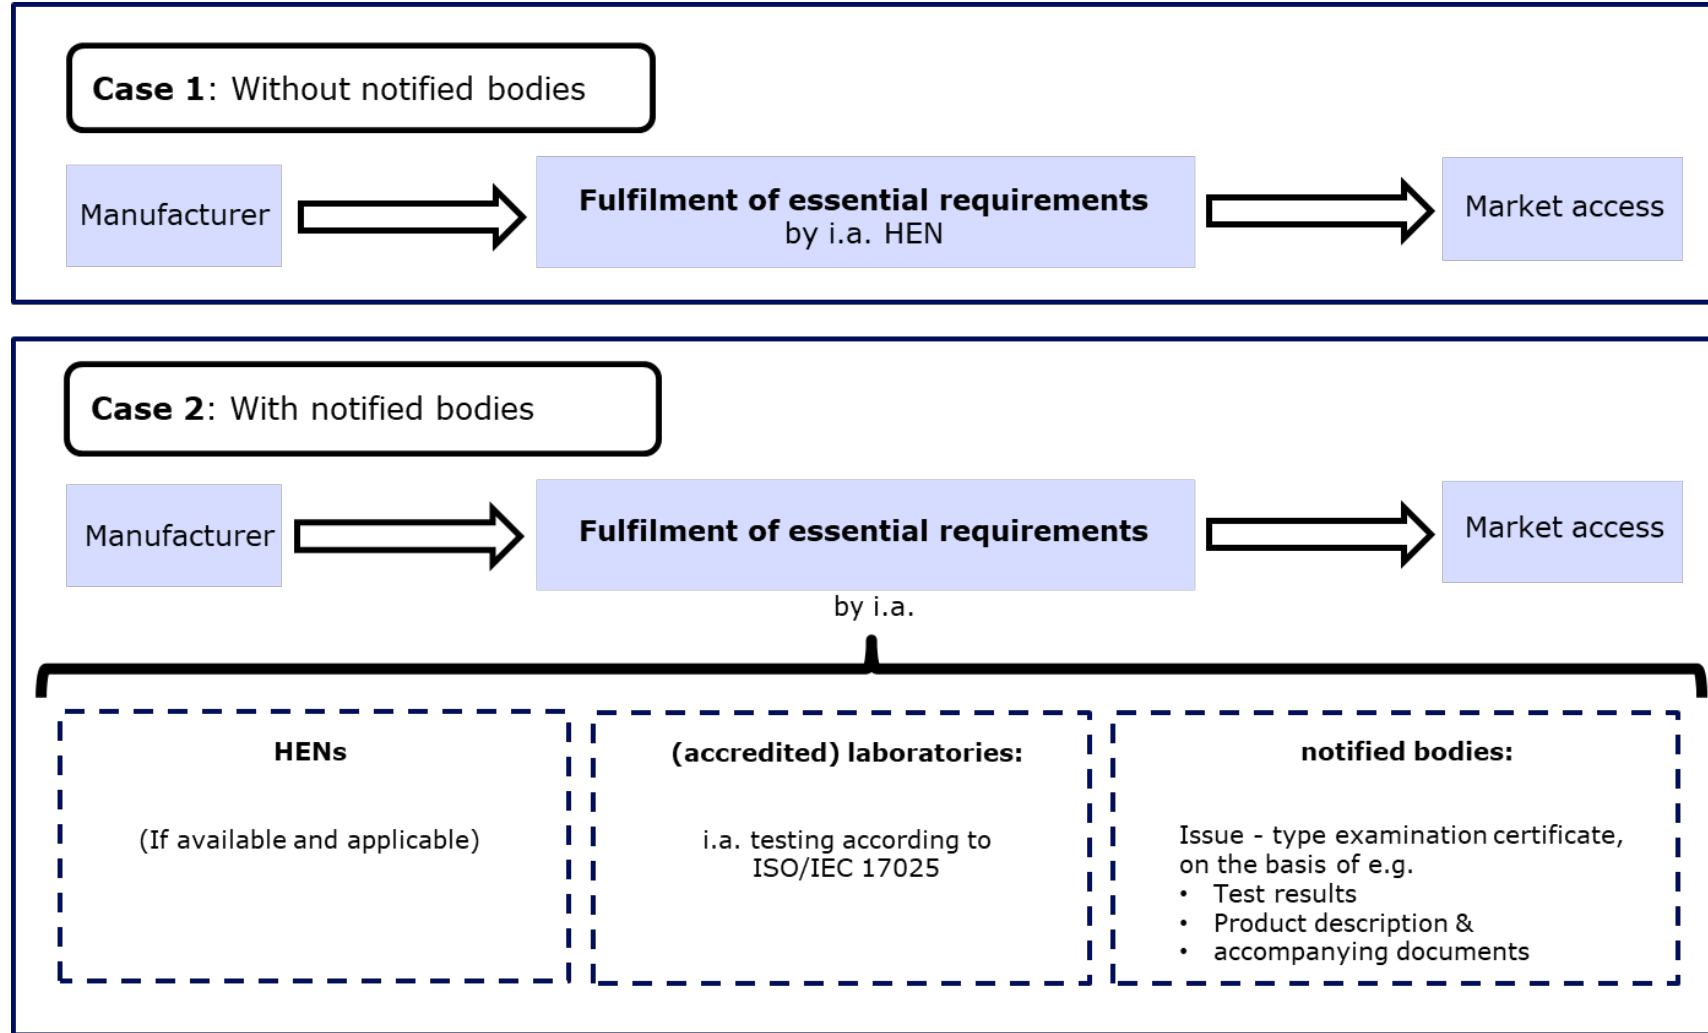 Case 1: Without notified bodies
Manufacturer
Fulfilment of essential requirements
by i.a. HEN
Market access
Case 2: With notified bodies
Manufacturer
Fulfilment of essential requirements
Market access
by i.a.
HENs
(If available and applicable)
(accredited) laboratories:
i.a. testing according to
ISO/IEC 17025
notified bodies:
Issue - type examination certificate,
on the basis of e.g.
• Test results
• Product description &
• accompanying documents